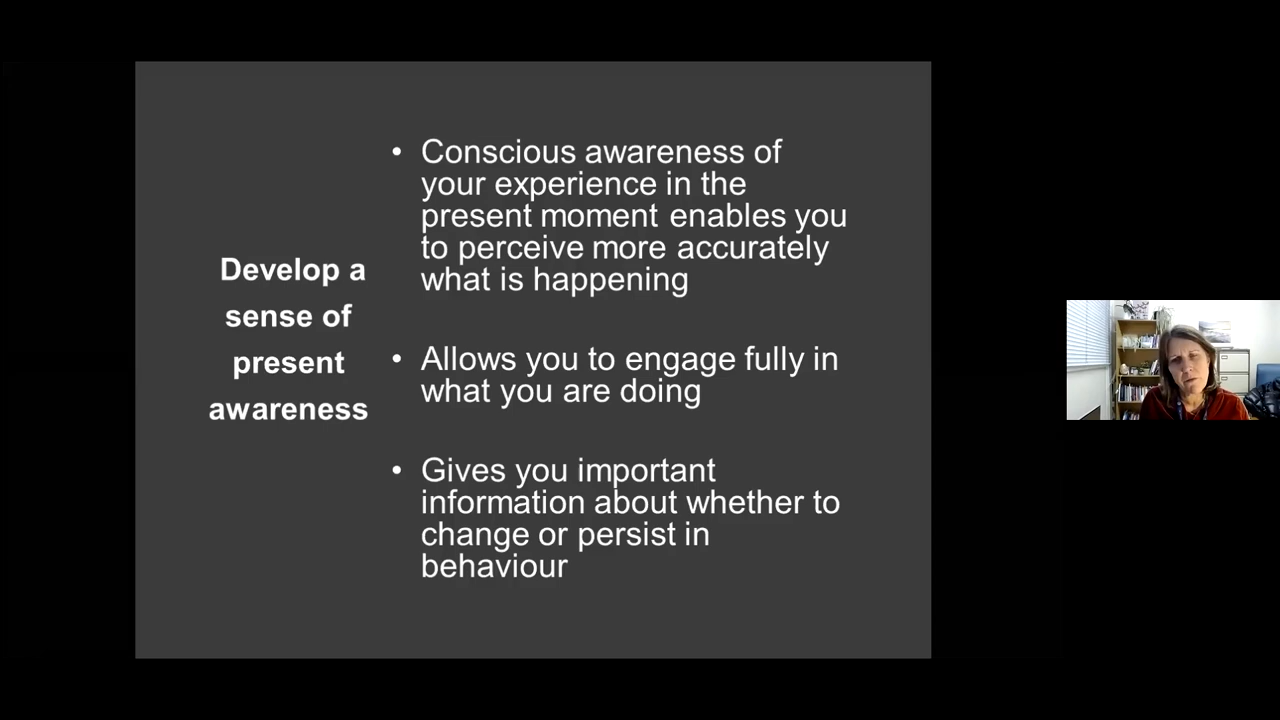 Develop a
sense of
present
awareness
• Conscious awareness of
your experience in the
present moment enables you
to perceive more accurately
what is happening
• Allows you to engage fully in
what you are doing
• Gives you important
information about whether to
change or persist in
behaviour